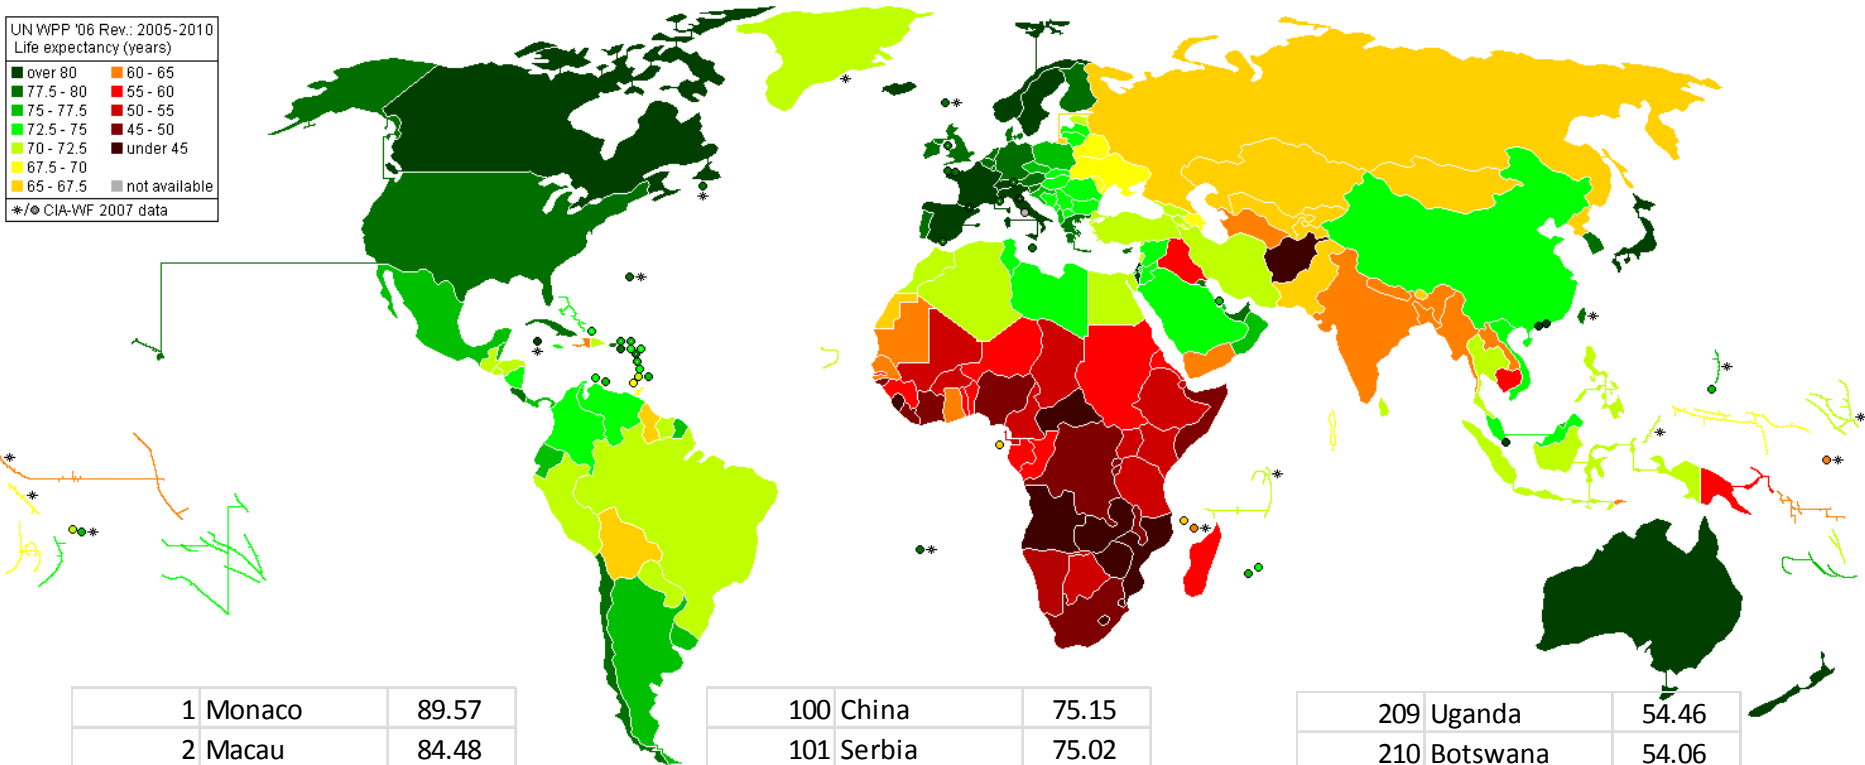 UN WPP '06 Rev.: 2005-2010
Life expectancy (years)
over 80 60 - 65
77.5 - 80 55 - 60
75 - 77.5 50 - 55
72.5 - 75 45 - 50
70 - 72.5 under 45
67.5 - 70
65 - 67.5 not available
*/ CIA-WF 2007 data
1 Monaco 89.57
2 Macau 84.48
100 China 75.15
101 Serbia 75.02
209 Uganda 54.46
210 Botswana 54.06